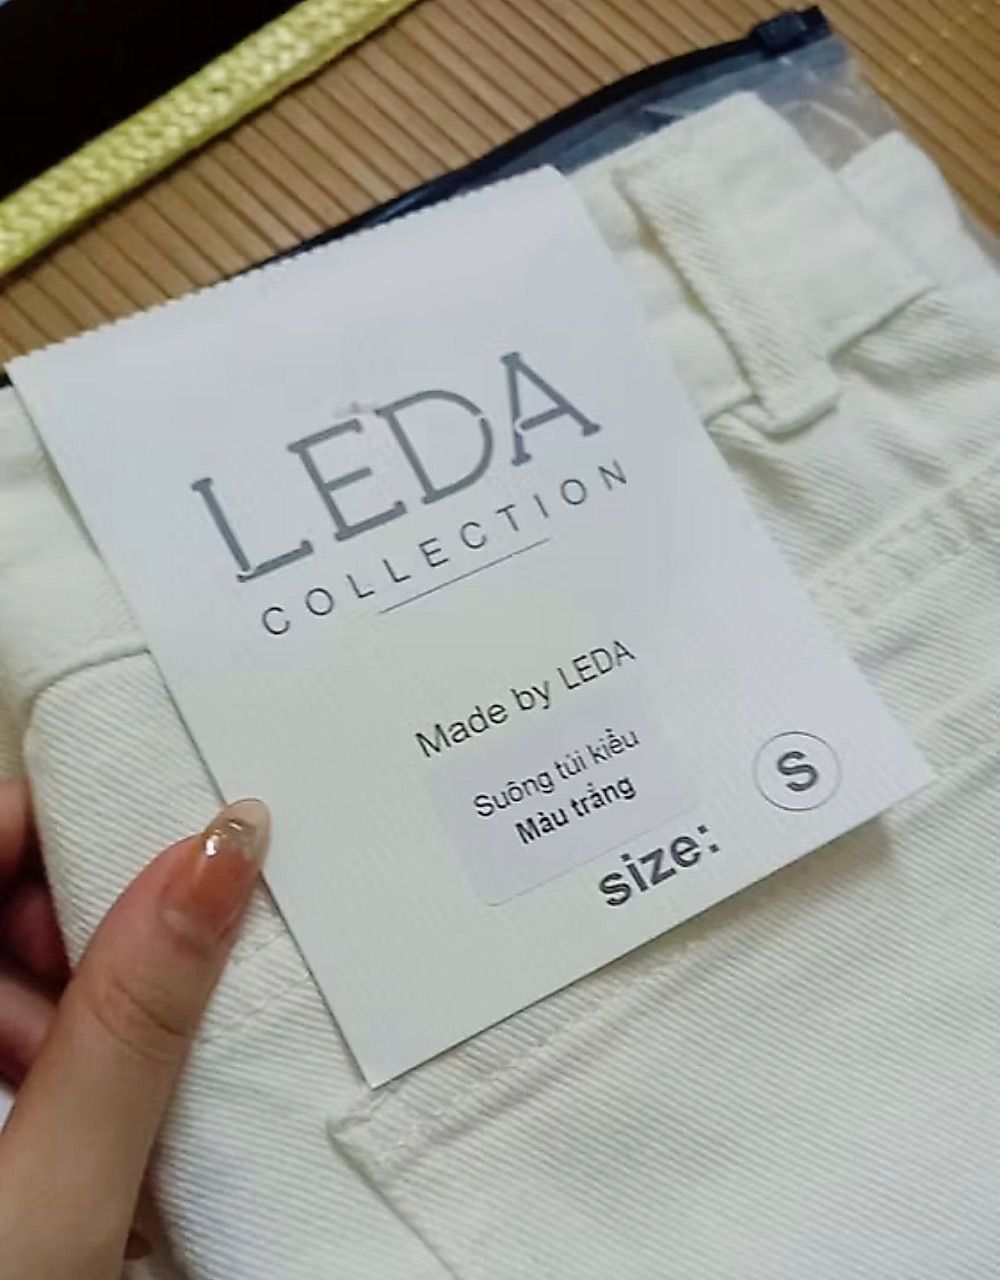 LEDA
COLLECTION
Made by LEDA
Suông túi kiểu
Màu trắng
size: S